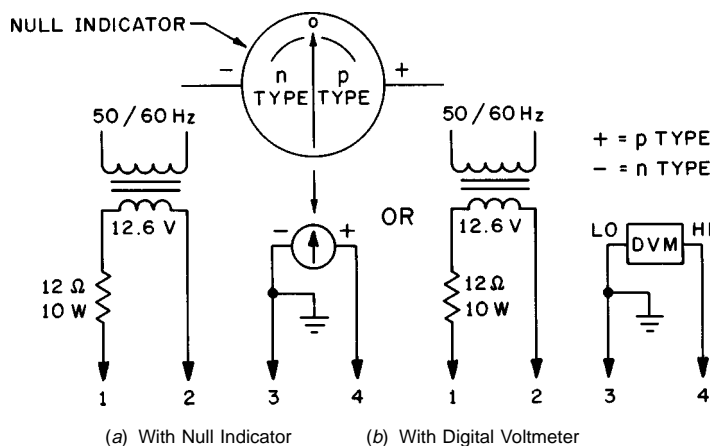 NULL INDICATOR
O
n TYPE
p TYPE
−
+
50/60 Hz
12.6 V
12 Ω
10 W
1
2
−
+
3
4
OR
50/60 Hz
12.6 V
12 Ω
10 W
1
2
+ = p TYPE
− = n TYPE
LO
DVM
HI
3
4
(a) With Null Indicator
(b) With Digital Voltmeter